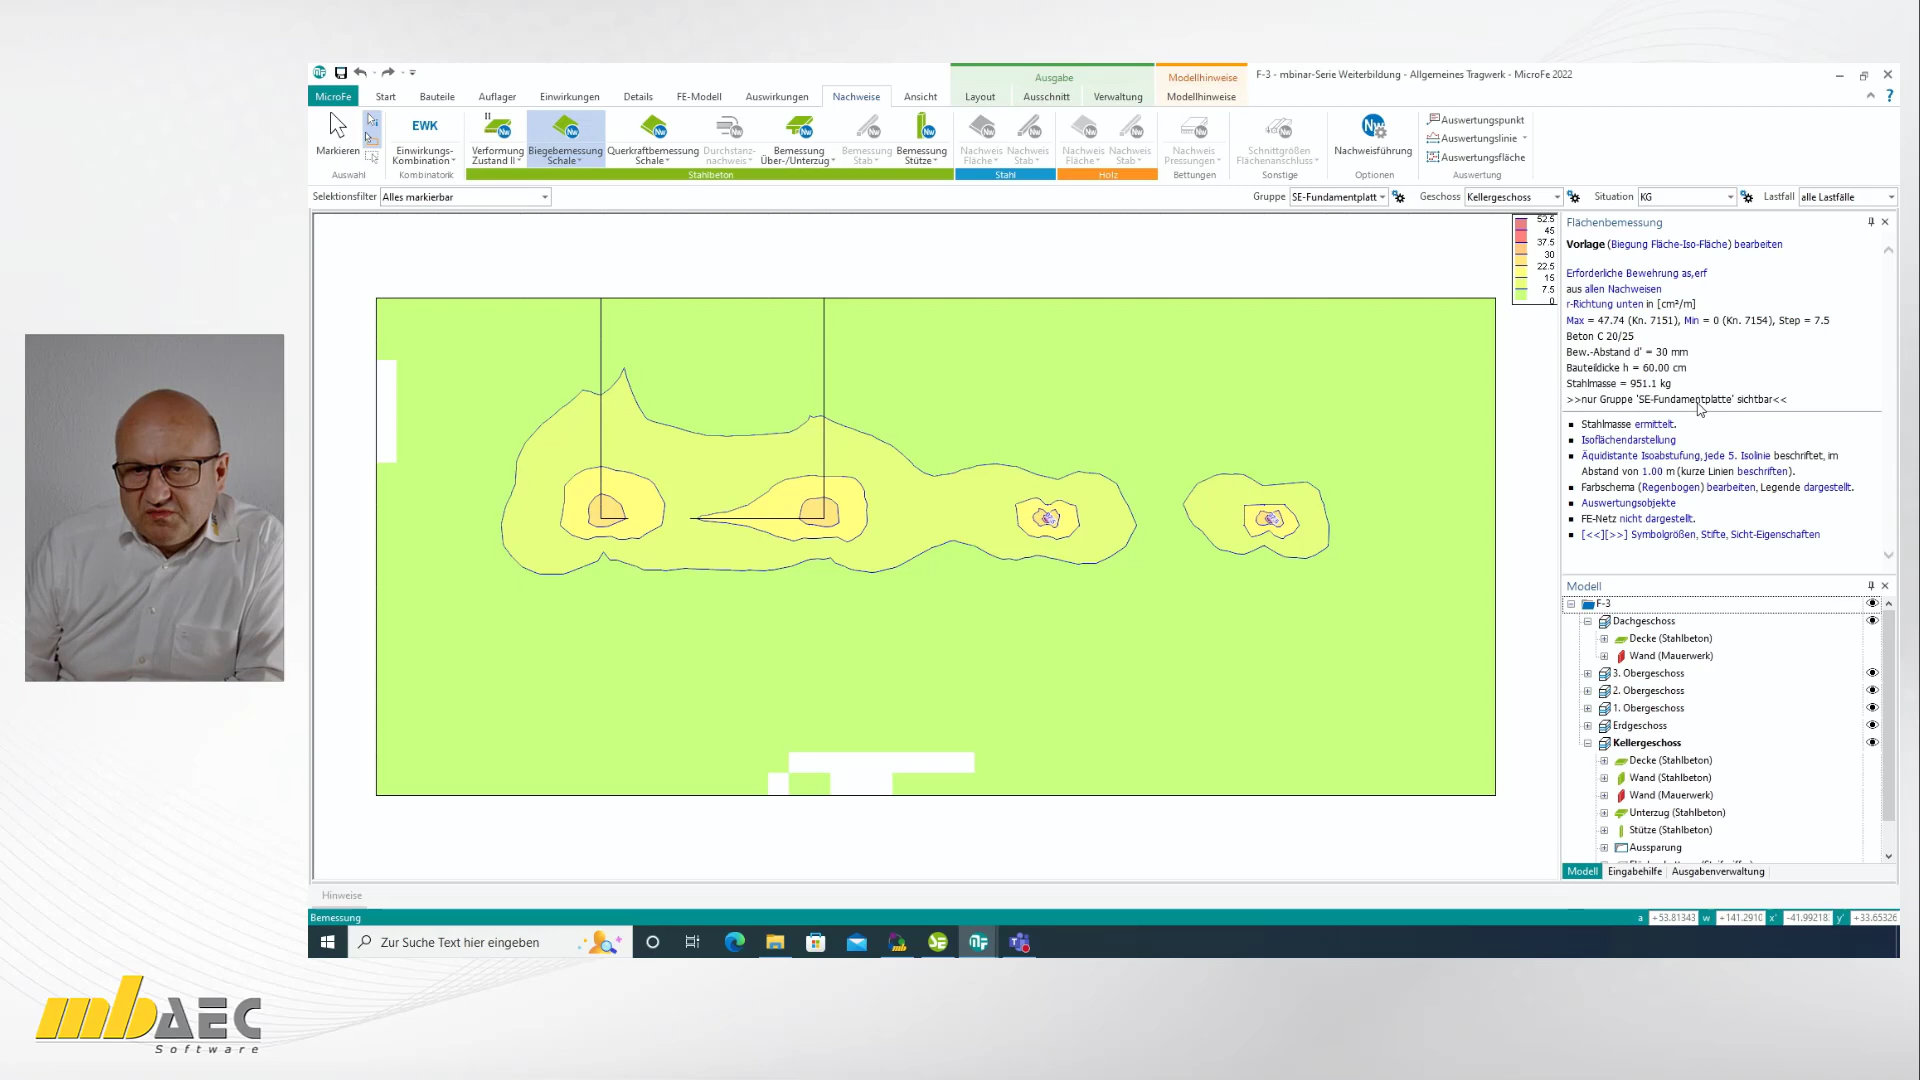 F-3 - mbinar-Serie Weiterbildung - Allgemeines Tragwerk - MicroFe 2022
Ausgabe
Modellhinweise
MicroFe Start Bauteile Auflager Einwirkungen Details FE-Modell Auswirkungen Nachweise Ansicht Layout Ausschnitt Verwaltung Modellhinweise
Markieren
Auswahl
EWK
Einwirkungs-
Kombination
Kombinatorik
Verformung
Zustand II
Biegebemessung
Schale
Querkraftbemessung
Schale
Durchstanz-
nachweis
Bemessung
Über-/Unterzug
Bemessung
Stab
Bemessung
Stütze
Stahlbeton
Nachweis
Fläche
Nachweis
Stab
Stahl
Nachweis
Fläche
Nachweis
Stab
Holz
Nachweis
Pressungen
Bettungen
Schnittgrößen
Flächenanschluss
Sonstige
Nachweisführung
Optionen
Auswertungspunkt
Auswertungslinie
Auswertungsfläche
Auswertung
Selektionsfilter Alles markierbar
Gruppe SE-Fundamentplatt Geschoss Kellergeschoss Situation KG Lastfall alle Lastfälle
52.5
45
37.5
30
22.5
15
7.5
0
Flächenbemessung
Vorlage (Biegung Fläche-Iso-Fläche) bearbeiten
Erforderliche Bewehrung as,erf
aus allen Nachweisen
r-Richtung unten in [cm²/m]
Max = 47.74 (Kn. 7151), Min = 0 (Kn. 7154), Step = 7.5
Beton C 20/25
Bew.-Abstand d' = 30 mm
Bauteildicke h = 60.00 cm
Stahlmasse = 951.1 kg
>>nur Gruppe 'SE-Fundamentplatte' sichtbar<<
Stahlmasse ermittelt.
Isoflächendarstellung
Äquidistante Isoabstufung, jede 5. Isolinie beschriftet, im
Abstand von 1.00 m (kurze Linien beschriften).
Farbschema (Regenbogen) bearbeiten, Legende dargestellt.
Auswertungsobjekte
FE-Netz nicht dargestellt.
[<<][>>] Symbolgrößen, Stifte, Sicht-Eigenschaften
Modell
F-3
Dachgeschoss
Decke (Stahlbeton)
Wand (Mauerwerk)
3. Obergeschoss
2. Obergeschoss
1. Obergeschoss
Erdgeschoss
Kellergeschoss
Decke (Stahlbeton)
Wand (Stahlbeton)
Wand (Mauerwerk)
Unterzug (Stahlbeton)
Stütze (Stahlbeton)
Aussparung
Modell Eingabehilfe Ausgabenverwaltung
Hinweise
Bemessung
a +53.81343 w +141.2910 x' -41.99218 y' +33.65326
Zur Suche Text hier eingeben
mbAEC
Software